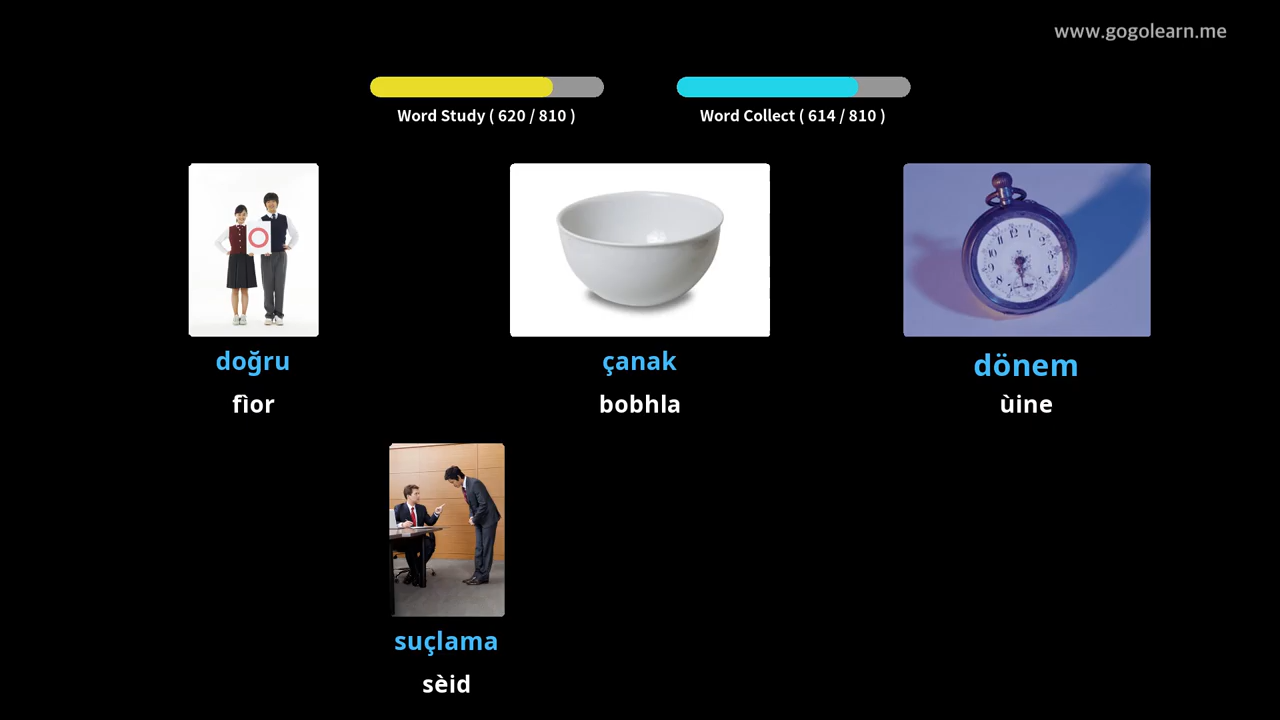 www.gogolearn.me
Word Study ( 620 / 810 )
Word Collect ( 614 / 810 )
doğru
fìor
çanak
bobhla
dönem
ùine
suçlama
sèid